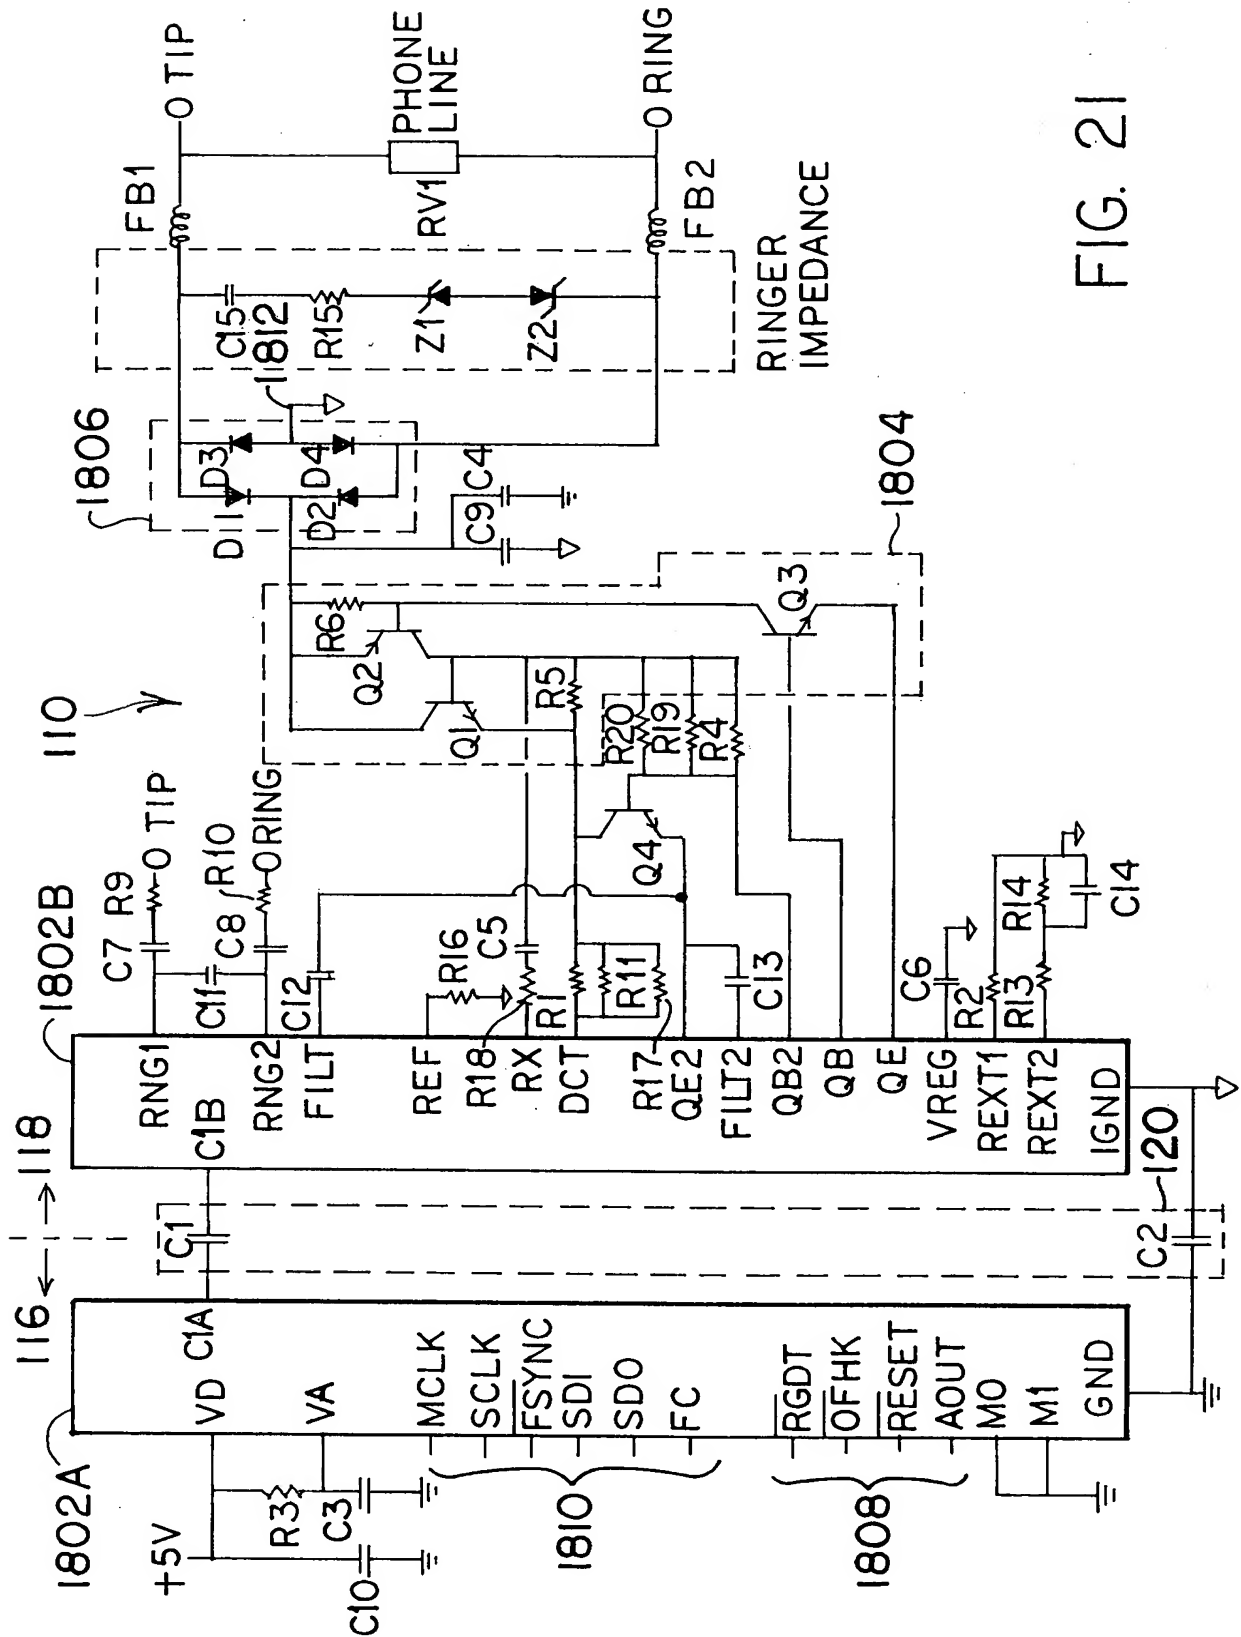 110
116
118
1802A
1802B
1806
1812
1804
+5V
R3
C3
C10
VD
C1A
VA
MCLK
SCLK
FSYNC
SDI
SDO
FC
1810
RGDT
OFHK
RESET
AOUT
M0
M1
GND
1808
C1
C2
120
RNG1
C1B
RNG2
FILT
REF
R18
RX
DCT
R17
QE2
FILT2
QB2
QB
QE
VREG
REXT1
REXT2
IGND
C7
R9
O TIP
C11
C8
R10
O RING
C12
R16
C5
R1
R11
C13
C6
R2
R13
R14
C14
Q4
R20
R19
R4
R5
Q1
Q2
R6
Q3
C9
C4
D1
D2
D3
D4
C15
R15
Z1
Z2
RINGER
IMPEDANCE
FB1
FB2
RV1
PHONE
LINE
O TIP
O RING
FIG. 21